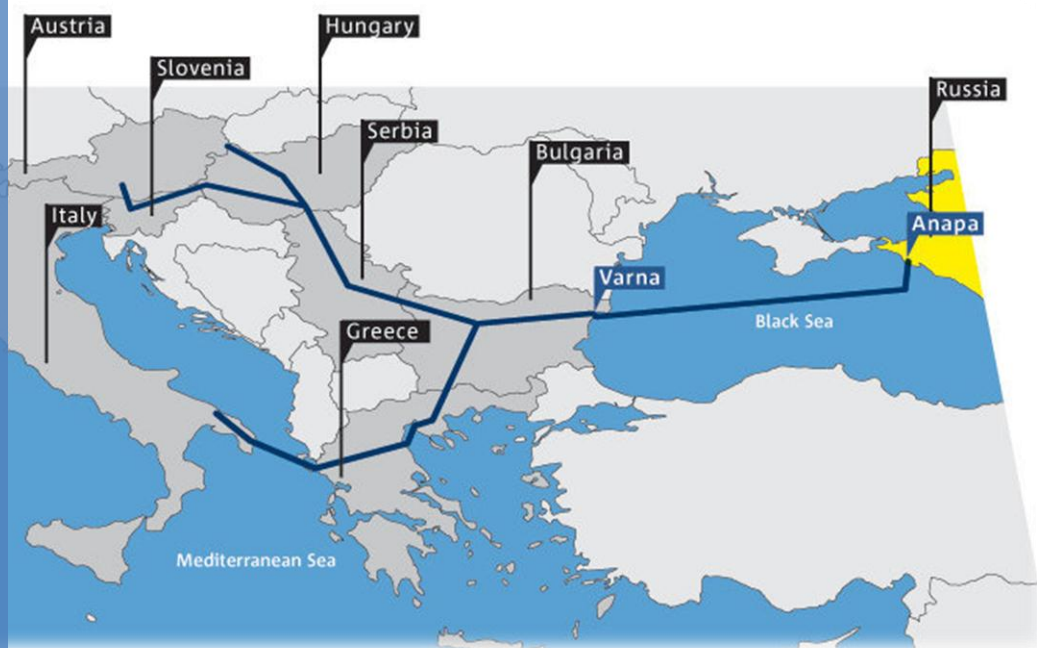 Austria
Hungary
Slovenia
Russia
Serbia
Bulgaria
Italy
Anapa
Varna
Black Sea
Greece
Mediterranean Sea